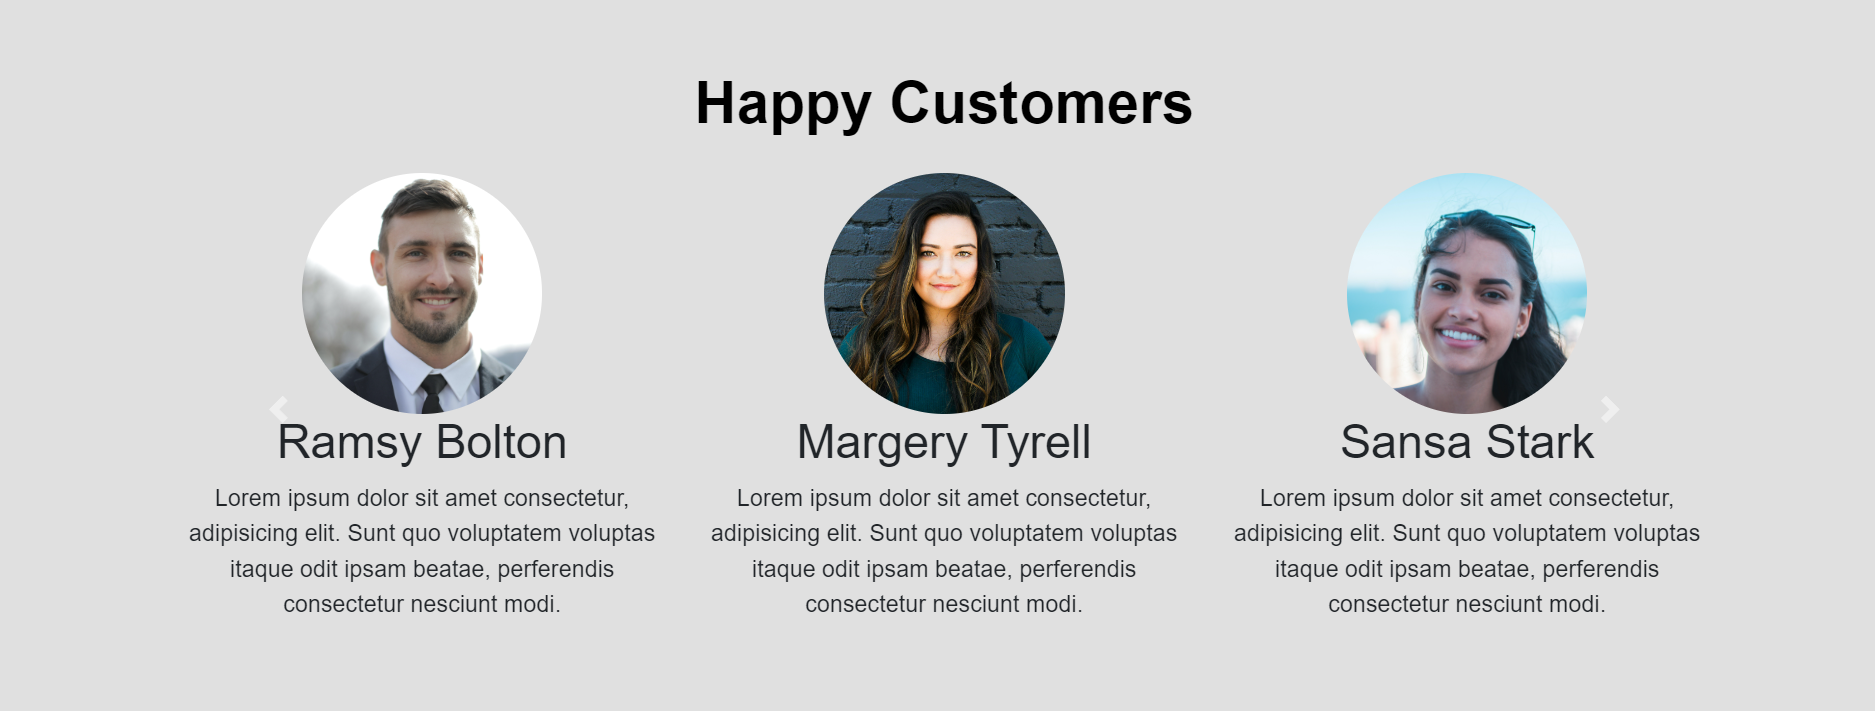 Happy Customers
Ramsy Bolton
Lorem ipsum dolor sit amet consectetur,
adipisicing elit. Sunt quo voluptatem voluptas
itaque odit ipsam beatae, perferendis
consectetur nesciunt modi.
Margery Tyrell
Lorem ipsum dolor sit amet consectetur,
adipisicing elit. Sunt quo voluptatem voluptas
itaque odit ipsam beatae, perferendis
consectetur nesciunt modi.
Sansa Stark
Lorem ipsum dolor sit amet consectetur,
adipisicing elit. Sunt quo voluptatem voluptas
itaque odit ipsam beatae, perferendis
consectetur nesciunt modi.